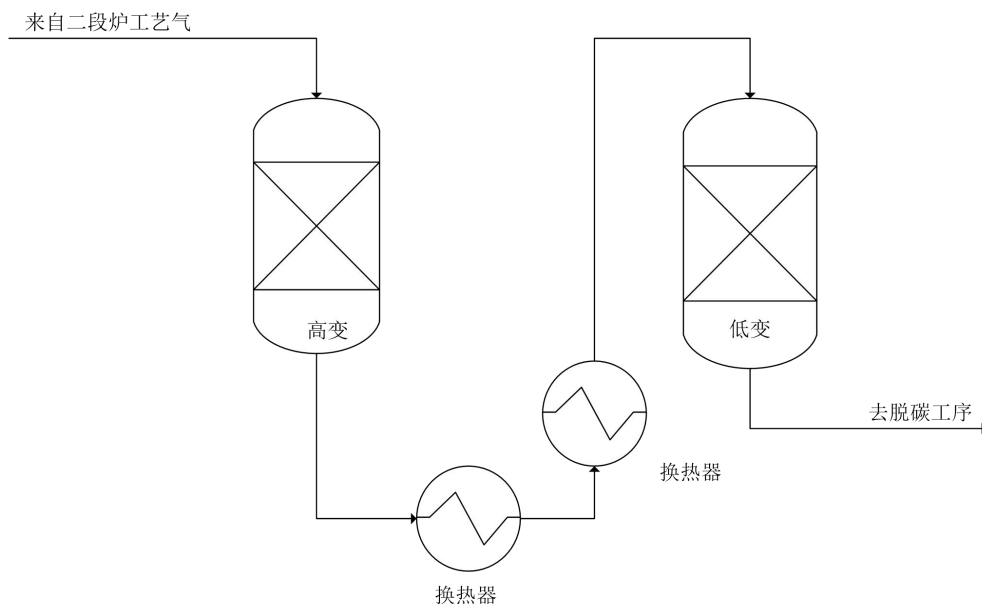 来自二段炉工艺气
高变
低变
去脱碳工序
换热器
换热器